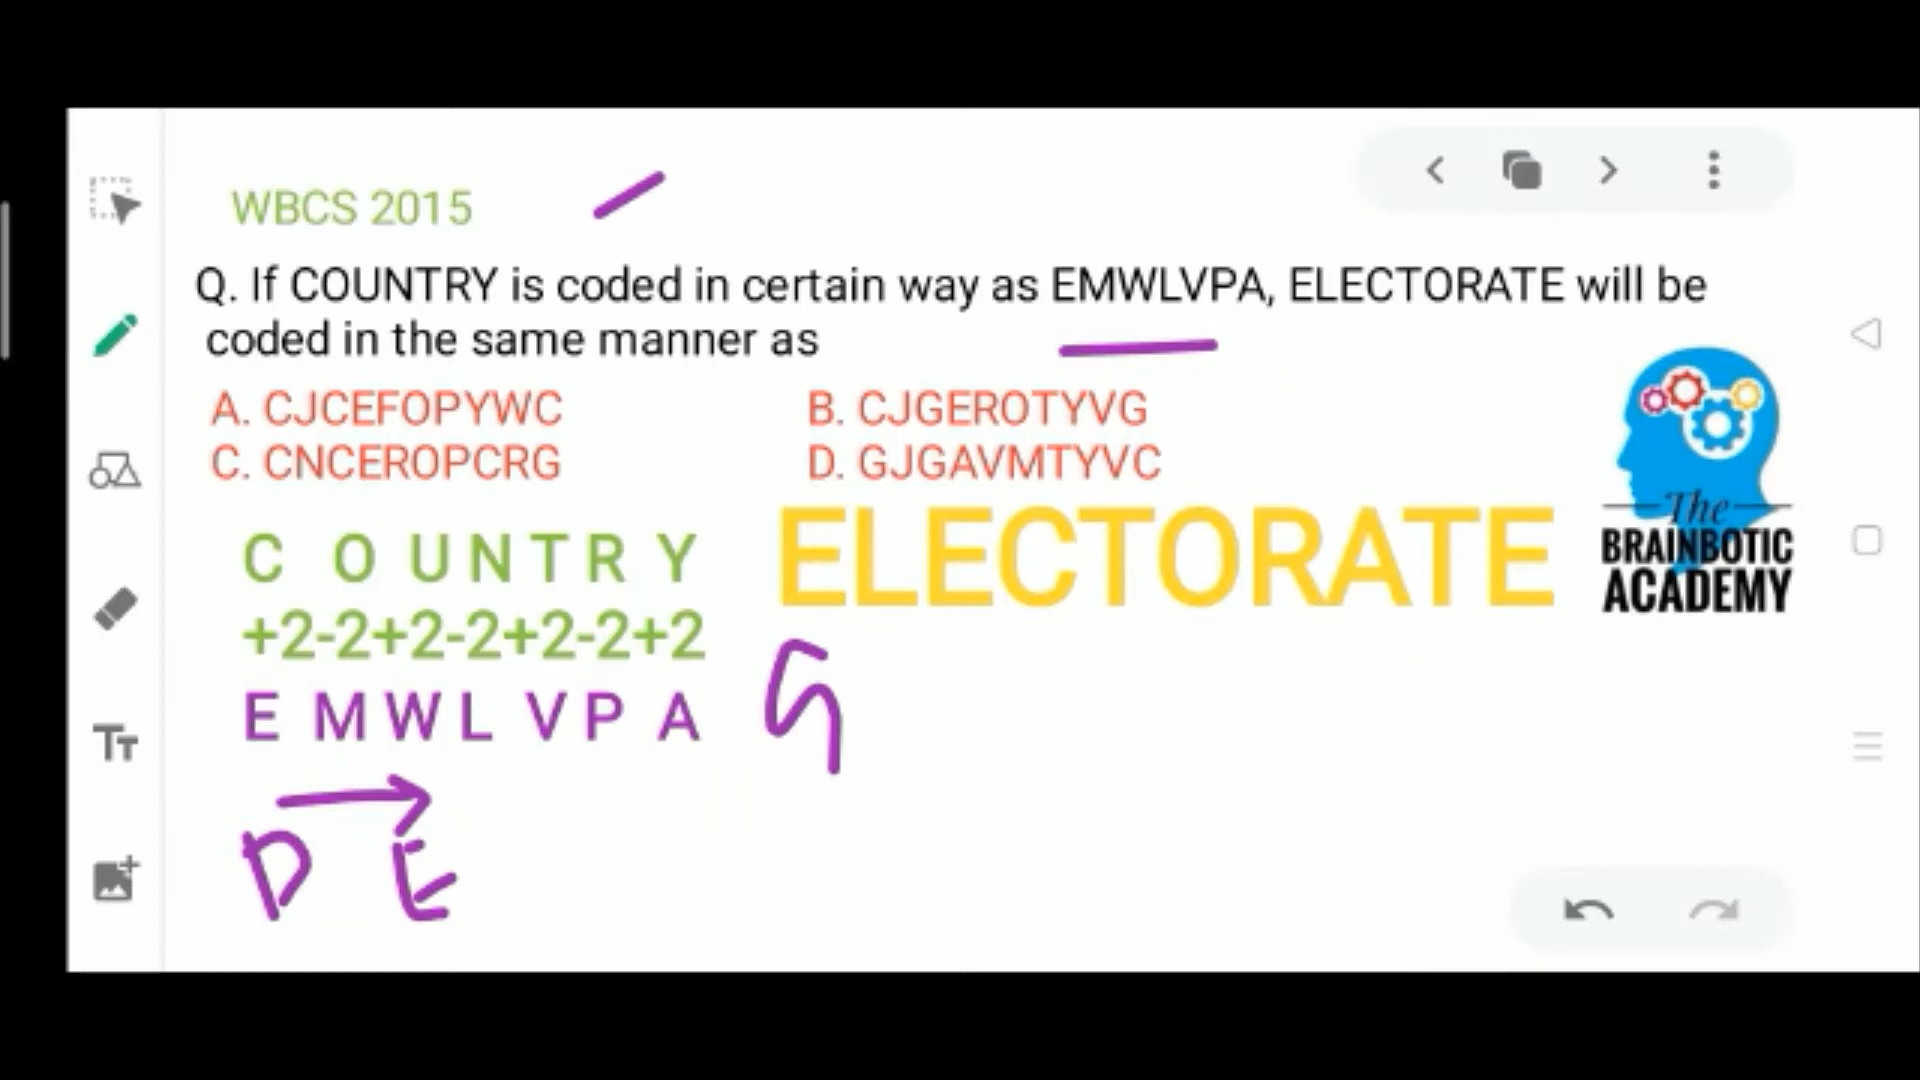 WBCS 2015
Q. If COUNTRY is coded in certain way as EMWLVPA, ELECTORATE will be
coded in the same manner as
A. CJCEFOPYWC B. CJGEROTYVG
C. CNCEROPCRG D. GJGAVMTYVC
C O U N T R Y
+2-2+2-2+2-2+2
E M W L V P A
D E
ELECTORATE
G
The
BRAINBOTIC
ACADEMY
TT